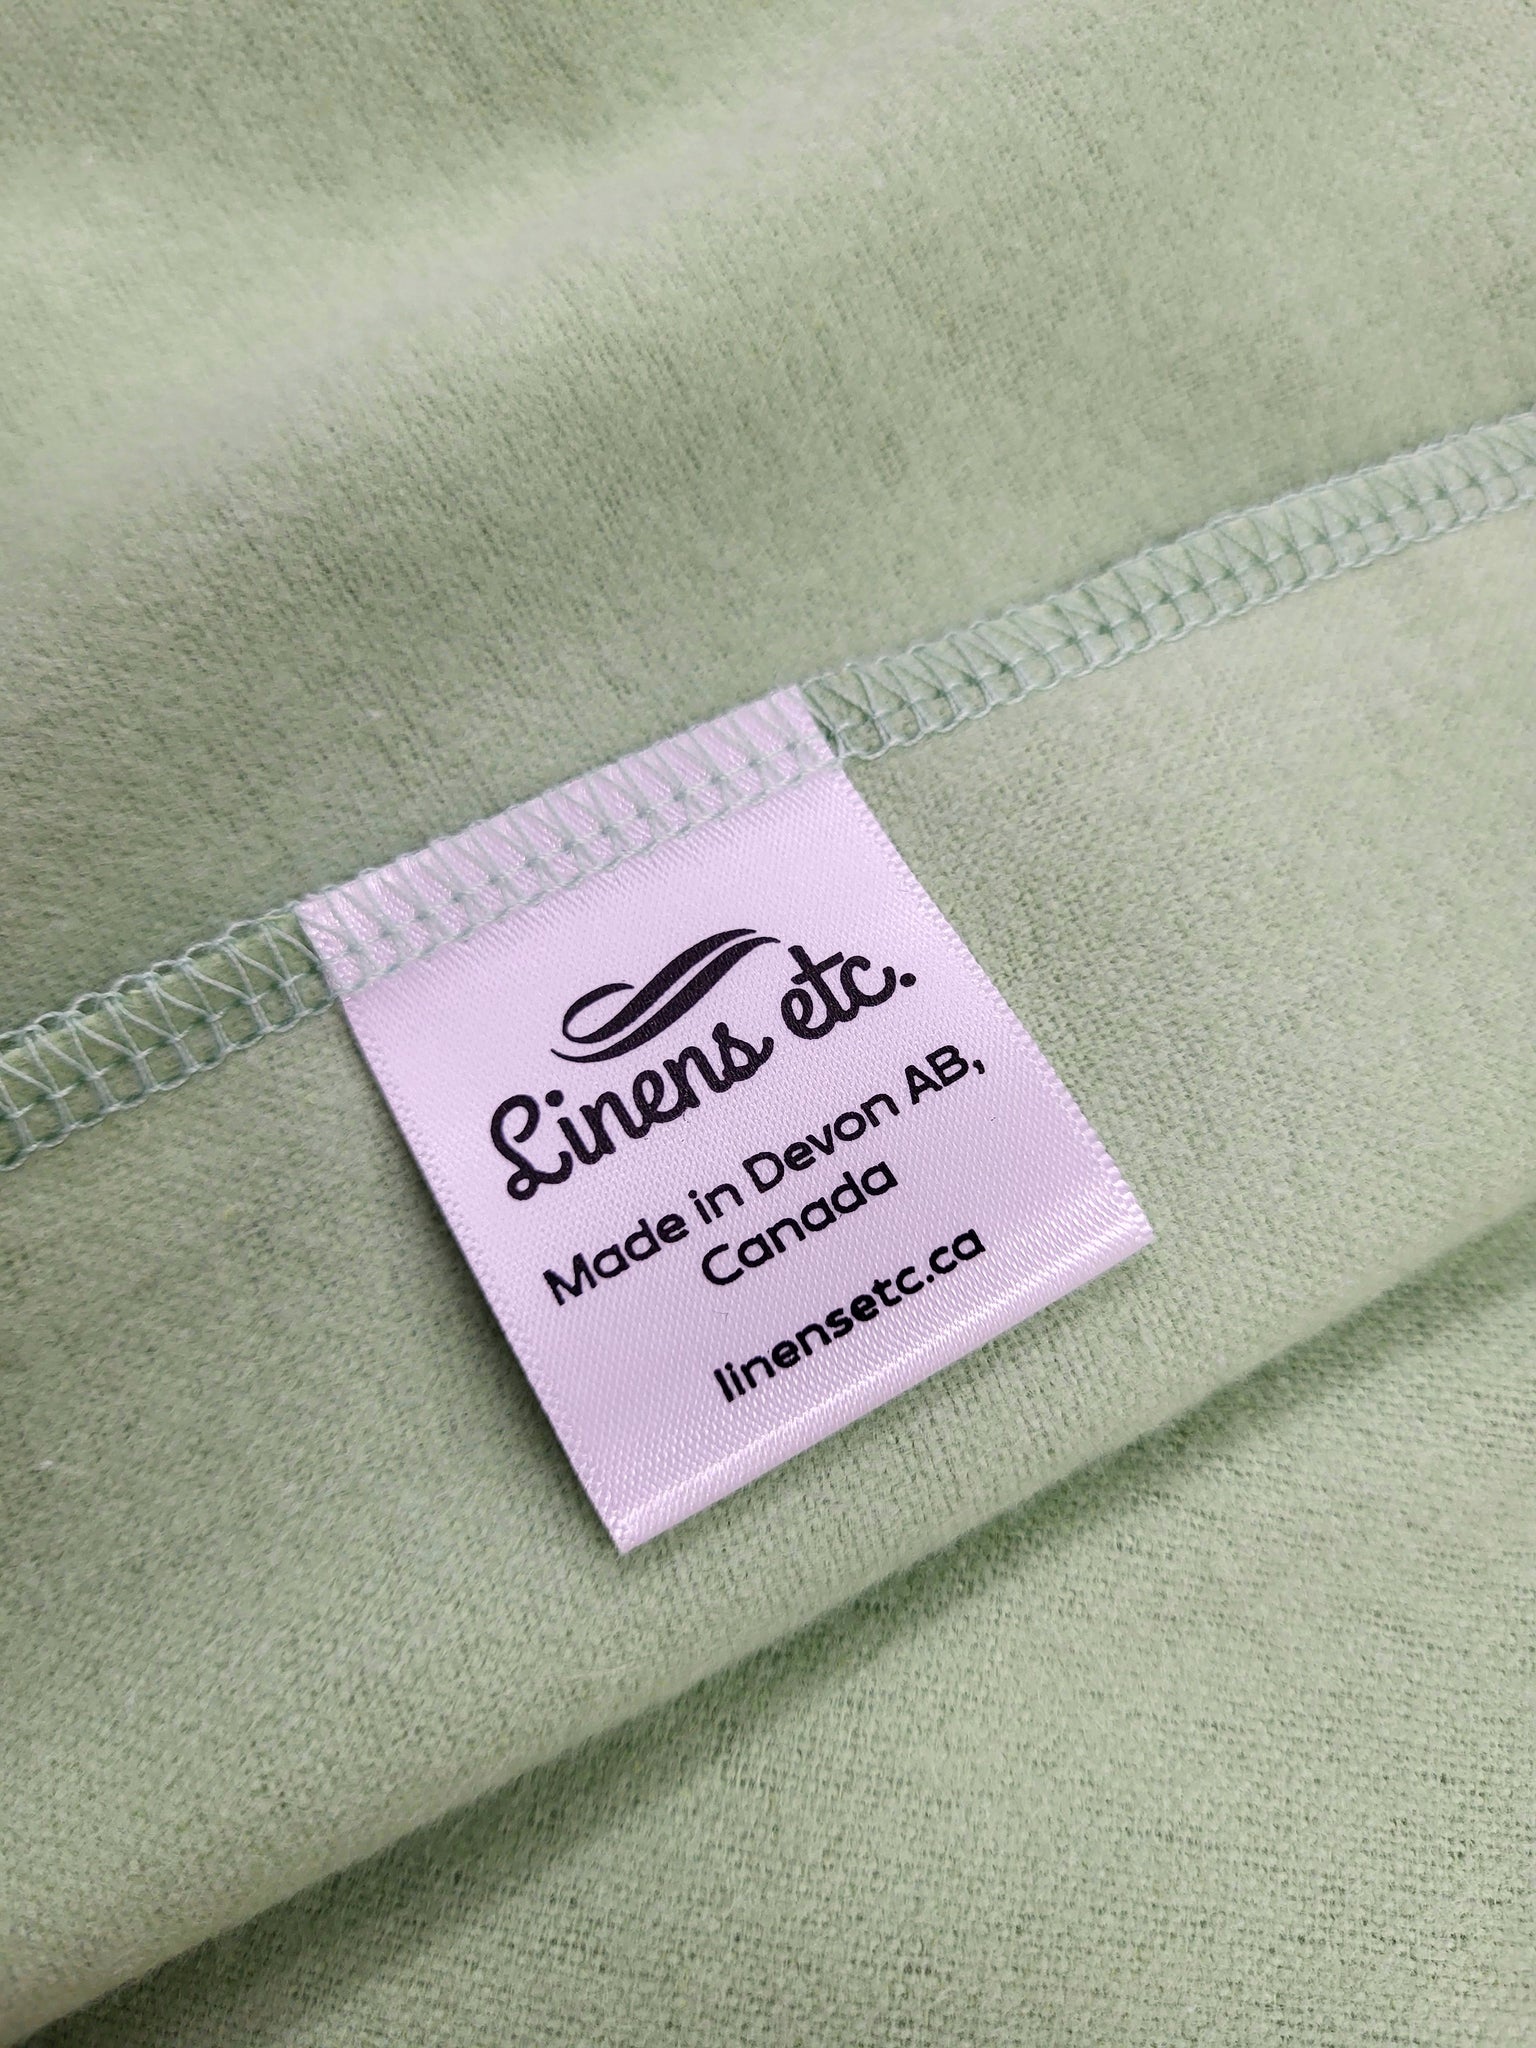 Linens etc.
Made in Devon AB,
Canada
linensetc.ca